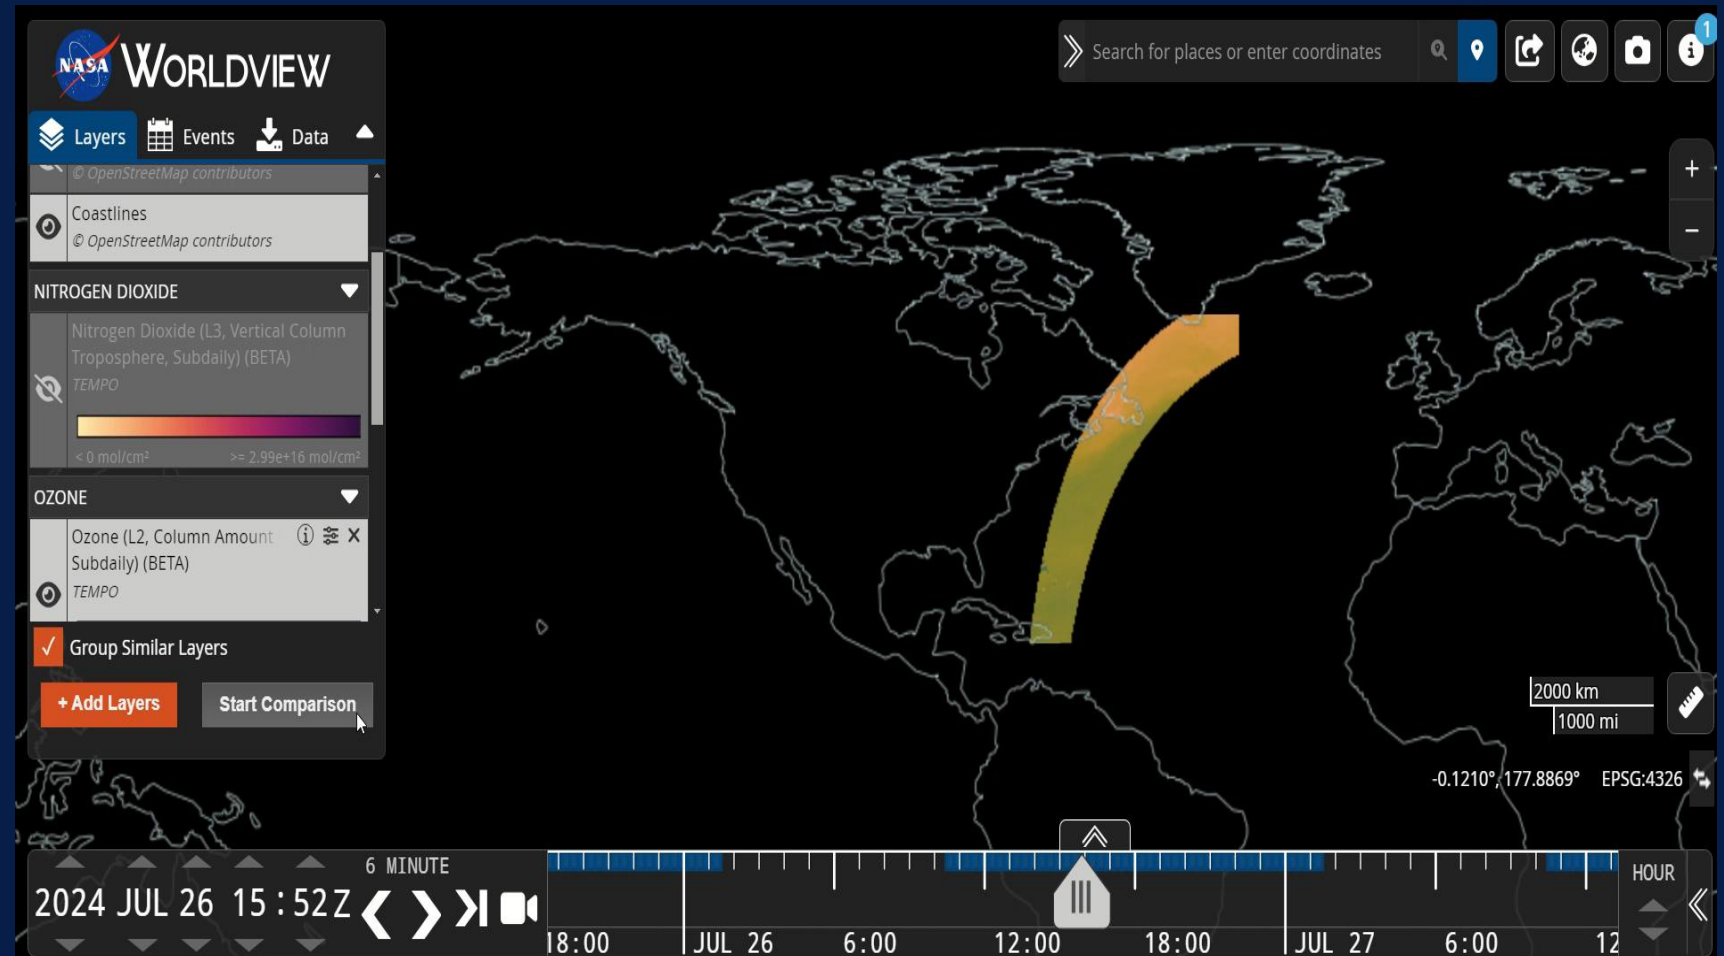 NASA WORLDVIEW
Search for places or enter coordinates
1
Layers Events Data
© OpenStreetMap contributors
Coastlines
© OpenStreetMap contributors
NITROGEN DIOXIDE
Nitrogen Dioxide (L3, Vertical Column
Troposphere, Subdaily) (BETA)
TEMPO
< 0 mol/cm² >= 2.99e+16 mol/cm²
OZONE
Ozone (L2, Column Amount
Subdaily) (BETA)
TEMPO
Group Similar Layers
+ Add Layers Start Comparison
2000 km
1000 mi
-0.1210°, 177.8869° EPSG:4326
6 MINUTE
2024 JUL 26 15:52Z
HOUR
18:00 JUL 26 6:00 12:00 18:00 JUL 27 6:00 12